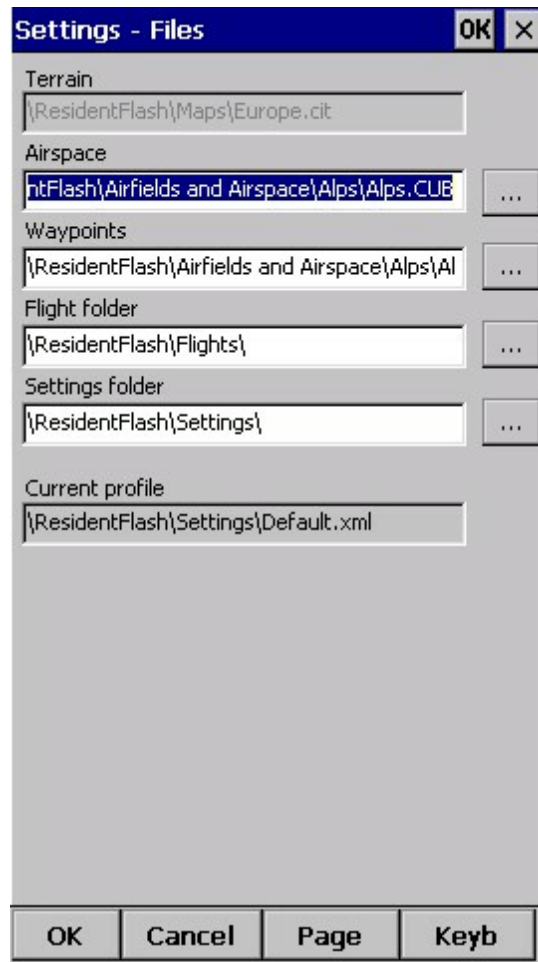 Settings - Files OK ×
Terrain
\ResidentFlash\Maps\Europe.cit
Airspace
ntFlash\Airfields and Airspace\Alps\Alps.CUB ...
Waypoints
\ResidentFlash\Airfields and Airspace\Alps\Al ...
Flight folder
\ResidentFlash\Flights\ ...
Settings folder
\ResidentFlash\Settings\ ...
Current profile
\ResidentFlash\Settings\Default.xml
OK Cancel Page Keyb